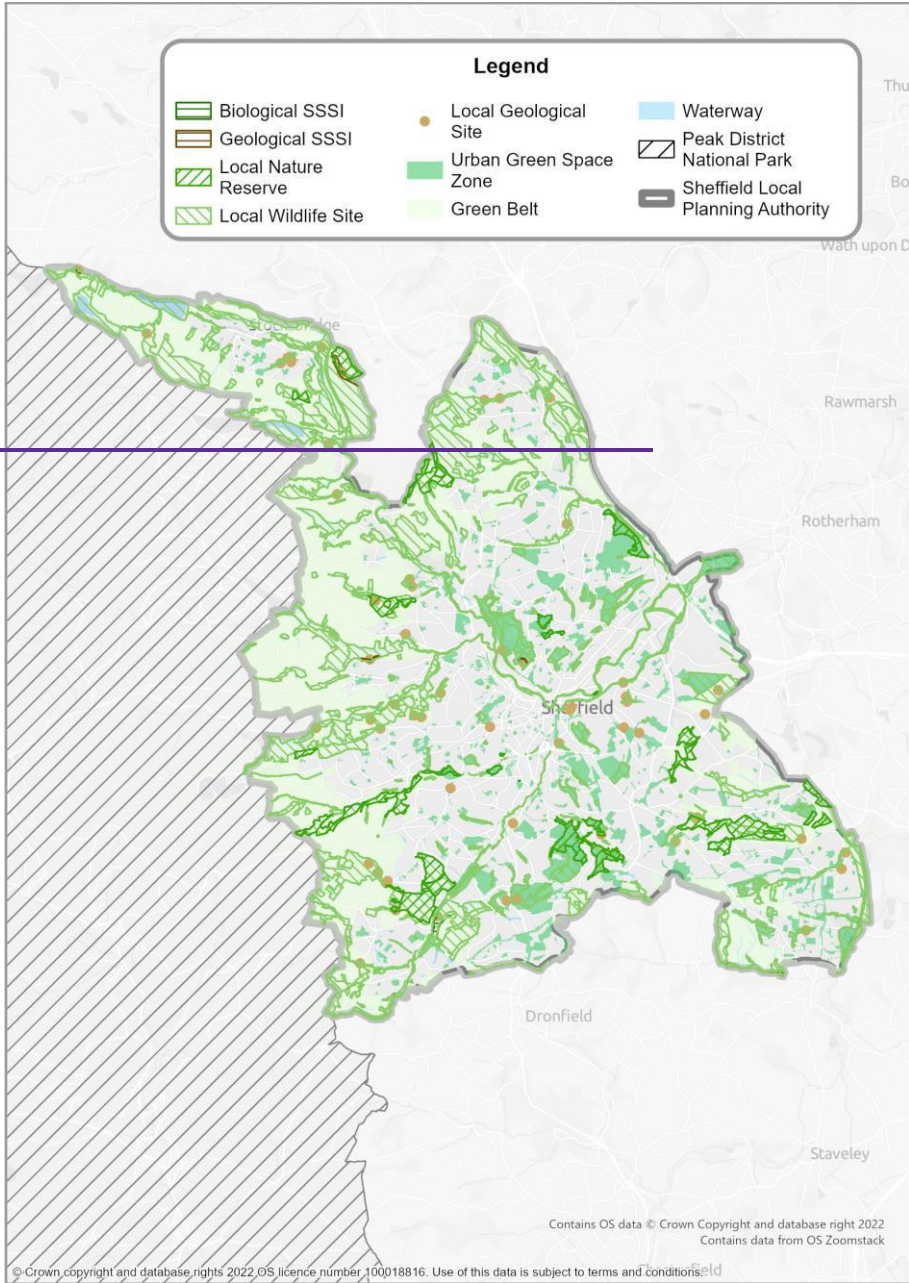 Legend
Biological SSSI
Geological SSSI
Local Nature
Reserve
Local Wildlife Site
Local Geological
Site
Urban Green Space
Zone
Green Belt
Waterway
Peak District
National Park
Sheffield Local
Planning Authority
Thu
Bo
Wath upon D
Stocksbridge
Rawmarsh
Rotherham
Sheffield
Dronfield
Staveley
Contains OS data © Crown Copyright and database right 2022
Contains data from OS Zoomstack
© Crown copyright and database rights 2022 OS licence number 100018816. Use of this data is subject to terms and conditions.